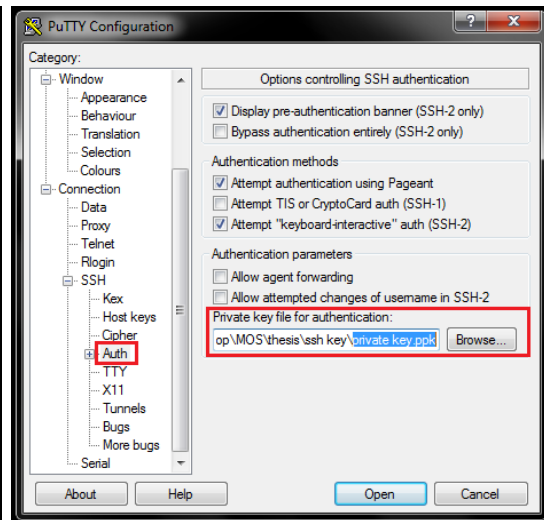 PuTTY Configuration
Category:
Window
Appearance
Behaviour
Translation
Selection
Colours
Connection
Data
Proxy
Telnet
Rlogin
SSH
Kex
Host keys
Cipher
Auth
TTY
X11
Tunnels
Bugs
More bugs
Serial
Options controlling SSH authentication
Display pre-authentication banner (SSH-2 only)
Bypass authentication entirely (SSH-2 only)
Authentication methods
Attempt authentication using Pageant
Attempt TIS or CryptoCard auth (SSH-1)
Attempt "keyboard-interactive" auth (SSH-2)
Authentication parameters
Allow agent forwarding
Allow attempted changes of username in SSH-2
Private key file for authentication:
op\MOS\thesis\ssh key\private key.ppk Browse...
About Help Open Cancel